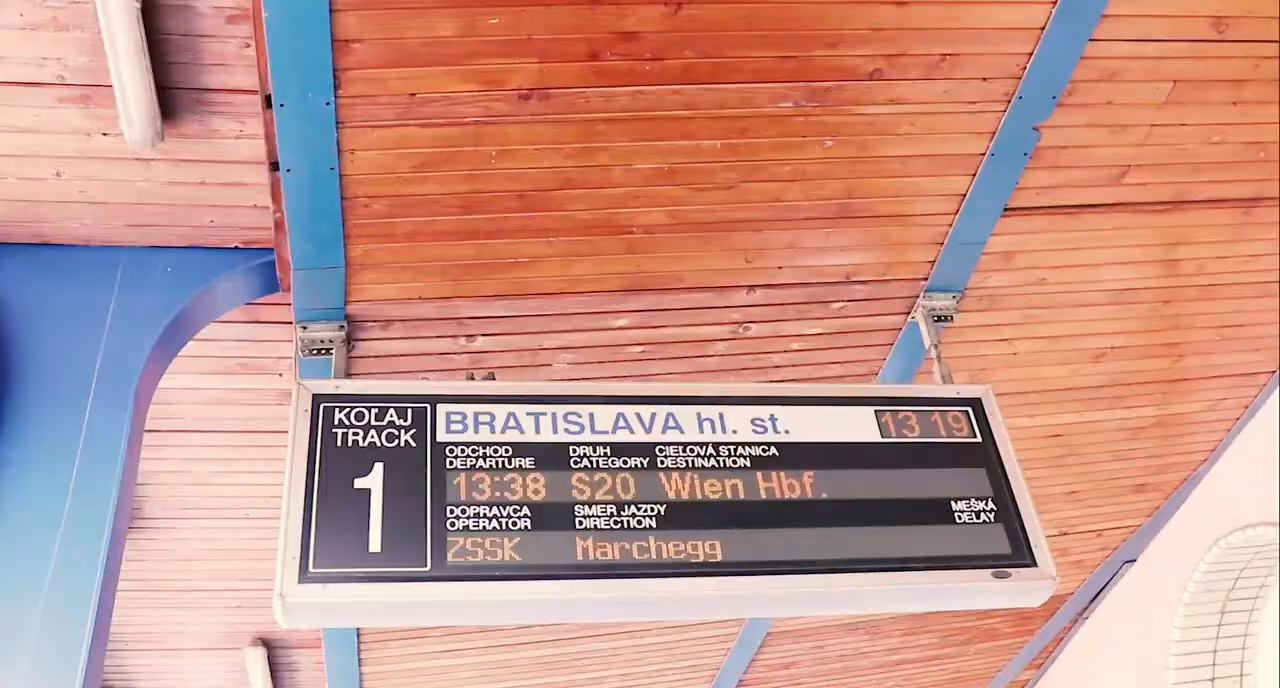 KOĽAJ
TRACK
1
BRATISLAVA hl. st. 13 19
ODCHOD DRUH CIEĽOVÁ STANICA
DEPARTURE CATEGORY DESTINATION
13:38 S20 Wien Hbf.
DOPRAVCA SMER JAZDY MEŠKÁ
OPERATOR DIRECTION DELAY
ZSSK Marchegg